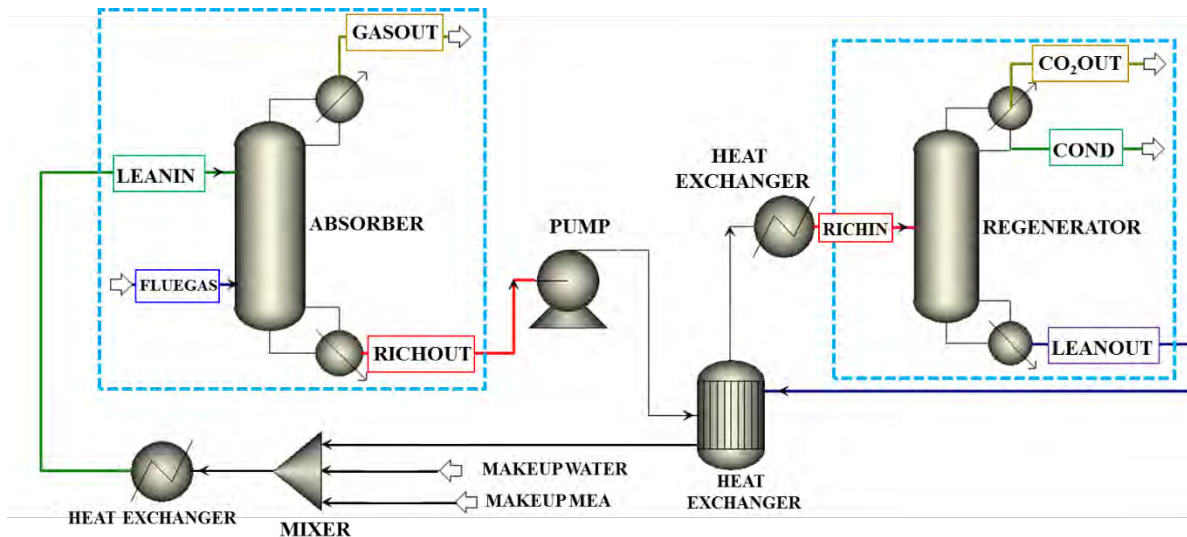 GASOUT
CO₂OUT
COND
HEAT
EXCHANGER
LEANIN
ABSORBER
PUMP
RICHIN
REGENERATOR
FLUEGAS
RICHOUT
LEANOUT
MAKEUP WATER
MAKEUP MEA
HEAT
EXCHANGER
HEAT EXCHANGER
MIXER